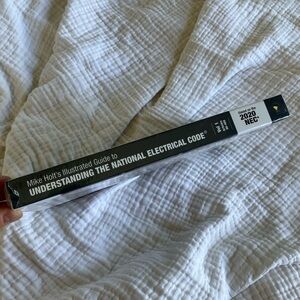 Mike Holt's Illustrated Guide to
UNDERSTANDING THE NATIONAL ELECTRICAL CODE®
Based on the
2020
NEC®